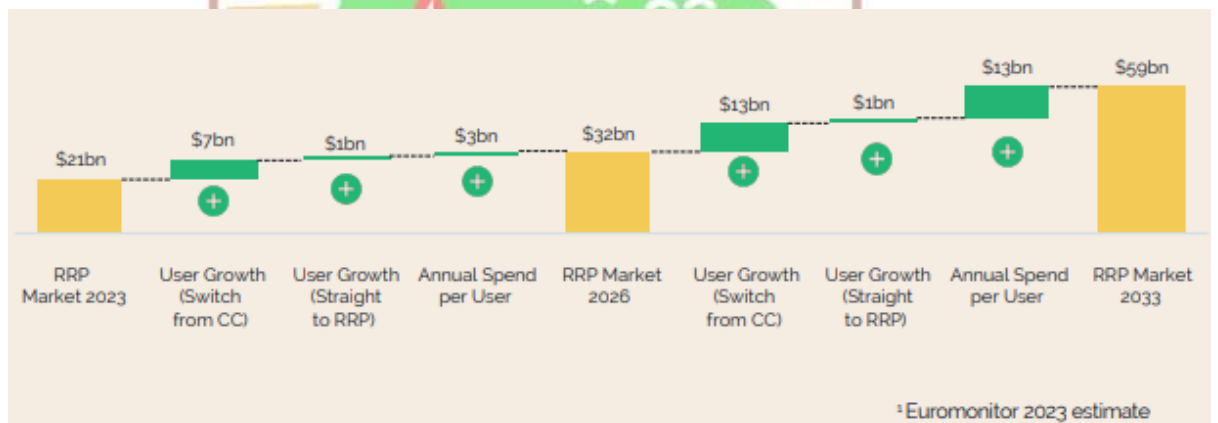 $21bn
$7bn
$1bn
$3bn
$32bn
$13bn
$1bn
$13bn
$59bn
RRP
Market 2023
User Growth
(Switch
from CC)
User Growth
(Straight
to RRP)
Annual Spend
per User
RRP Market
2026
User Growth
(Switch
from CC)
User Growth
(Straight
to RRP)
Annual Spend
per User
RRP Market
2033
¹ Euromonitor 2023 estimate